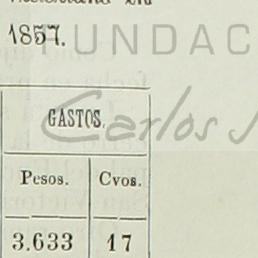 1857.
FUNDAC
GASTOS.
Carlos S
Pesos. Cvos.
3.633 17